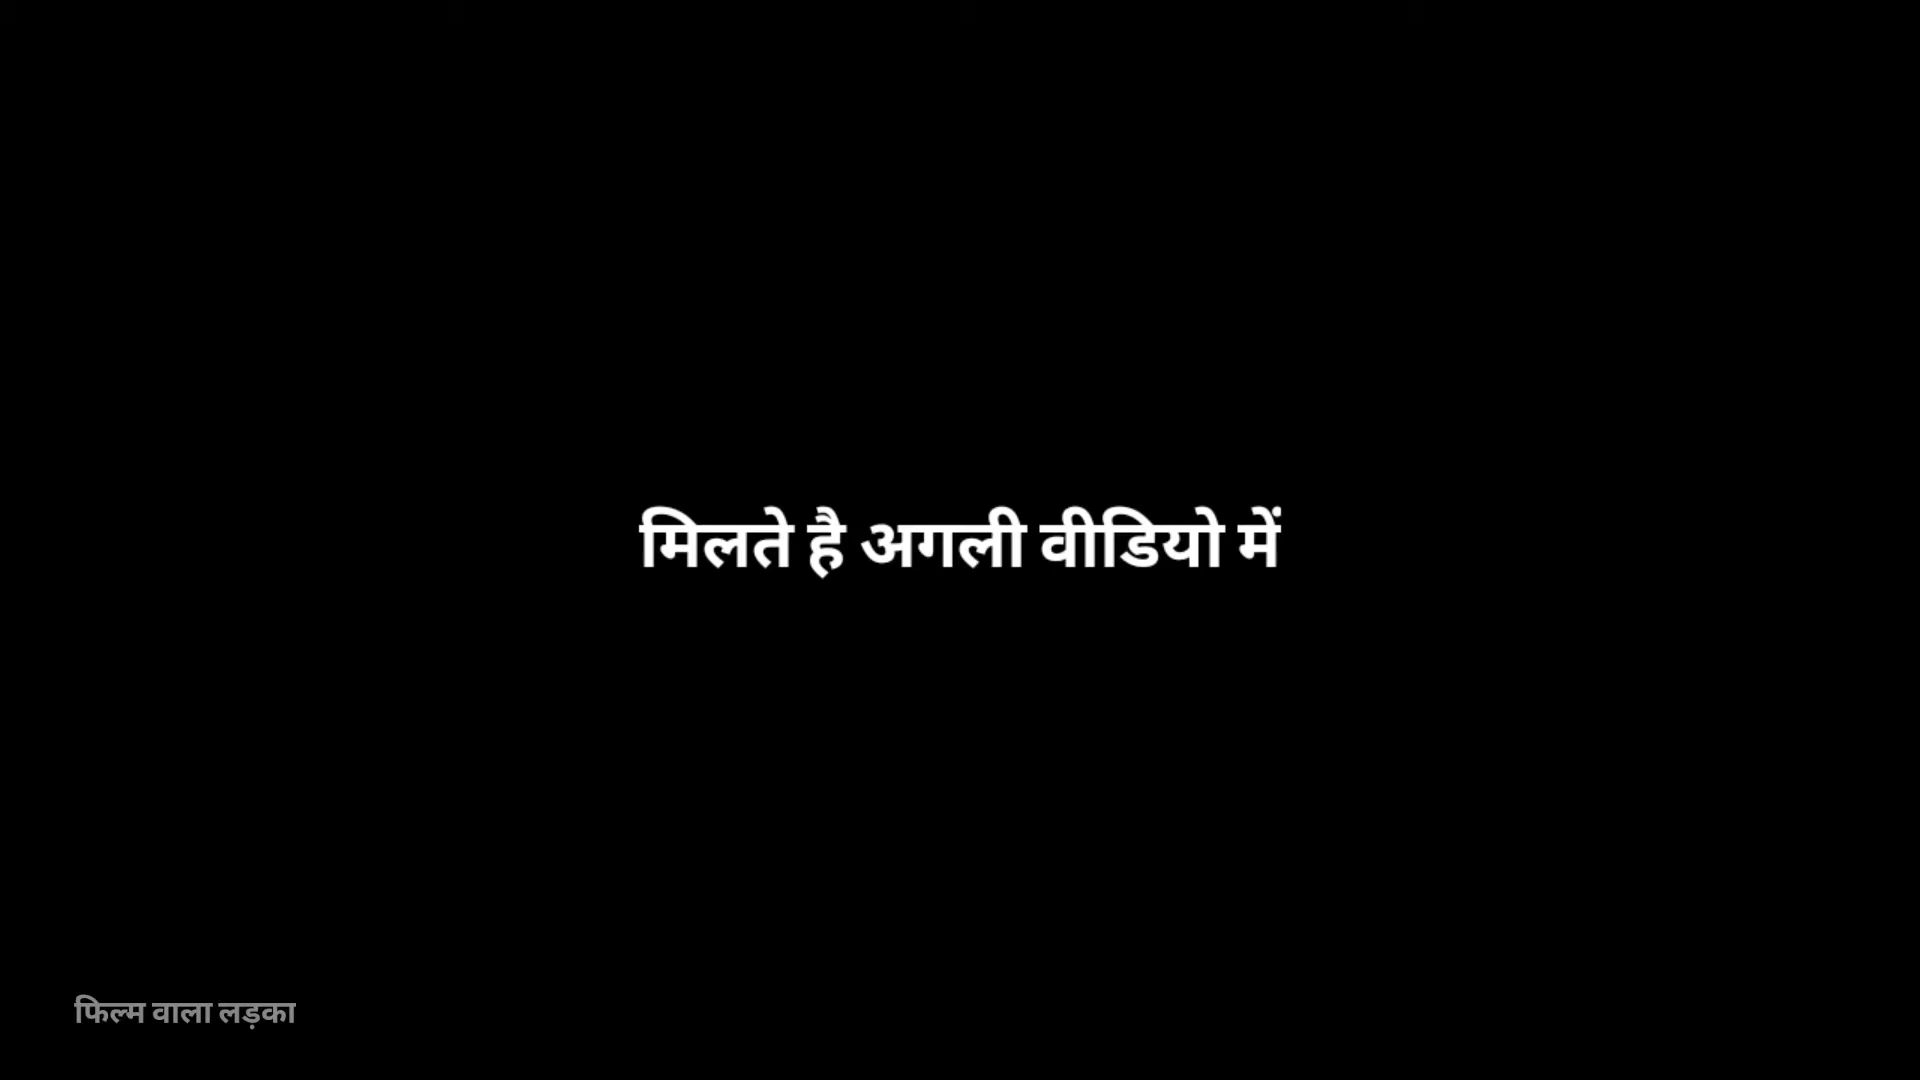 मिलते है अगली वीडियो में
फिल्म वाला लड़का